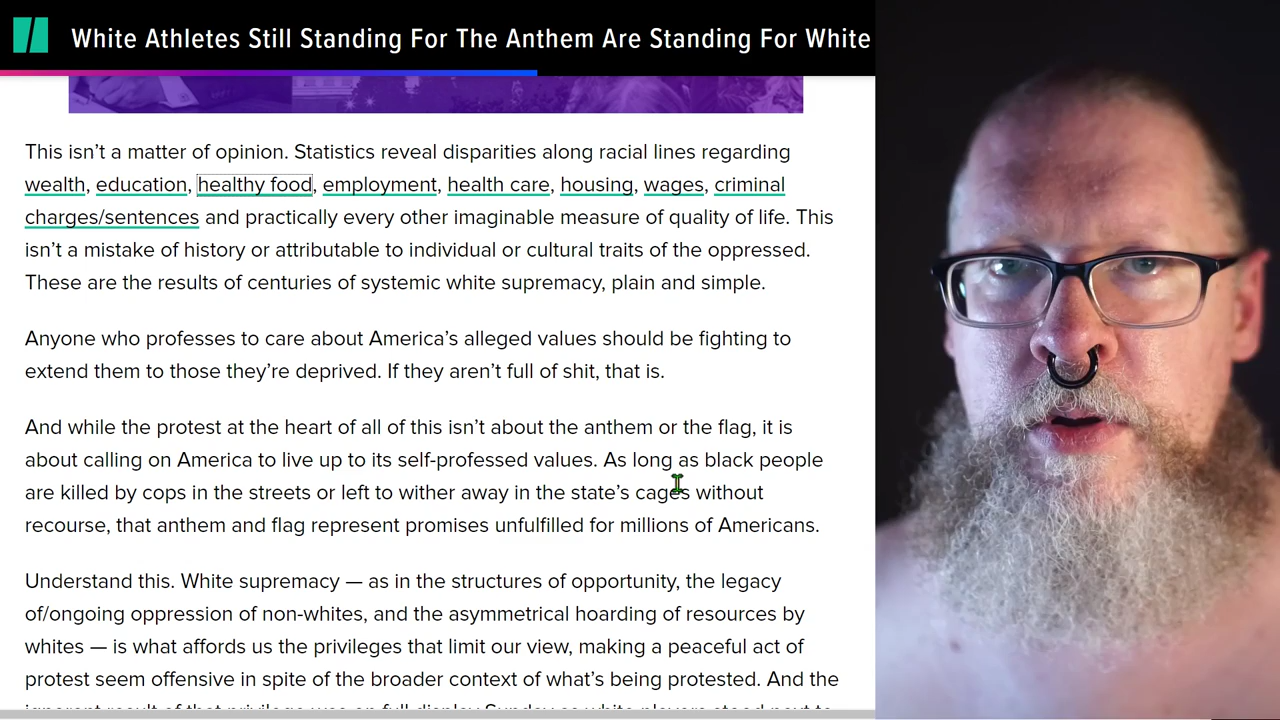 White Athletes Still Standing For The Anthem Are Standing For White
This isn’t a matter of opinion. Statistics reveal disparities along racial lines regarding
wealth, education, healthy food, employment, health care, housing, wages, criminal
charges/sentences and practically every other imaginable measure of quality of life. This
isn’t a mistake of history or attributable to individual or cultural traits of the oppressed.
These are the results of centuries of systemic white supremacy, plain and simple.
Anyone who professes to care about America’s alleged values should be fighting to
extend them to those they’re deprived. If they aren’t full of shit, that is.
And while the protest at the heart of all of this isn’t about the anthem or the flag, it is
about calling on America to live up to its self-professed values. As long as black people
are killed by cops in the streets or left to wither away in the state’s cages without
recourse, that anthem and flag represent promises unfulfilled for millions of Americans.
Understand this. White supremacy — as in the structures of opportunity, the legacy
of/ongoing oppression of non-whites, and the asymmetrical hoarding of resources by
whites — is what affords us the privileges that limit our view, making a peaceful act of
protest seem offensive in spite of the broader context of what’s being protested. And the